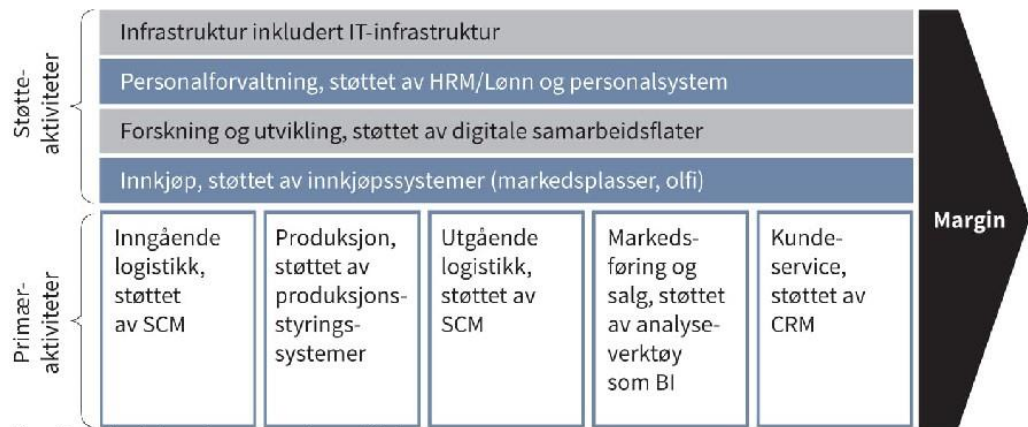 Støtte-
aktiviteter
Infrastruktur inkludert IT-infrastruktur
Personalforvaltning, støttet av HRM/Lønn og personalsystem
Forskning og utvikling, støttet av digitale samarbeidsflater
Innkjøp, støttet av innkjøpssystemer (markedsplasser, olfi)
Primær-
aktiviteter
Inngående
logistikk,
støttet
av SCM
Produksjon,
støttet av
produksjons-
styrings-
systemer
Utgående
logistikk,
støttet av
SCM
Markeds-
føring og
salg, støttet
av analyse-
verktøy
som BI
Kunde-
service,
støttet av
CRM
Margin